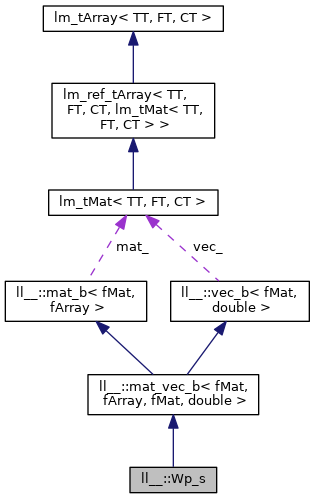 lm_tArray< TT, FT, CT >
lm_ref_tArray< TT,
FT, CT, lm_tMat< TT,
FT, CT > >
lm_tMat< TT, FT, CT >
mat_
vec_
ll__::mat_b< fMat,
fArray >
ll__::vec_b< fMat,
double >
ll__::mat_vec_b< fMat,
fArray, fMat, double >
ll__::Wp_s